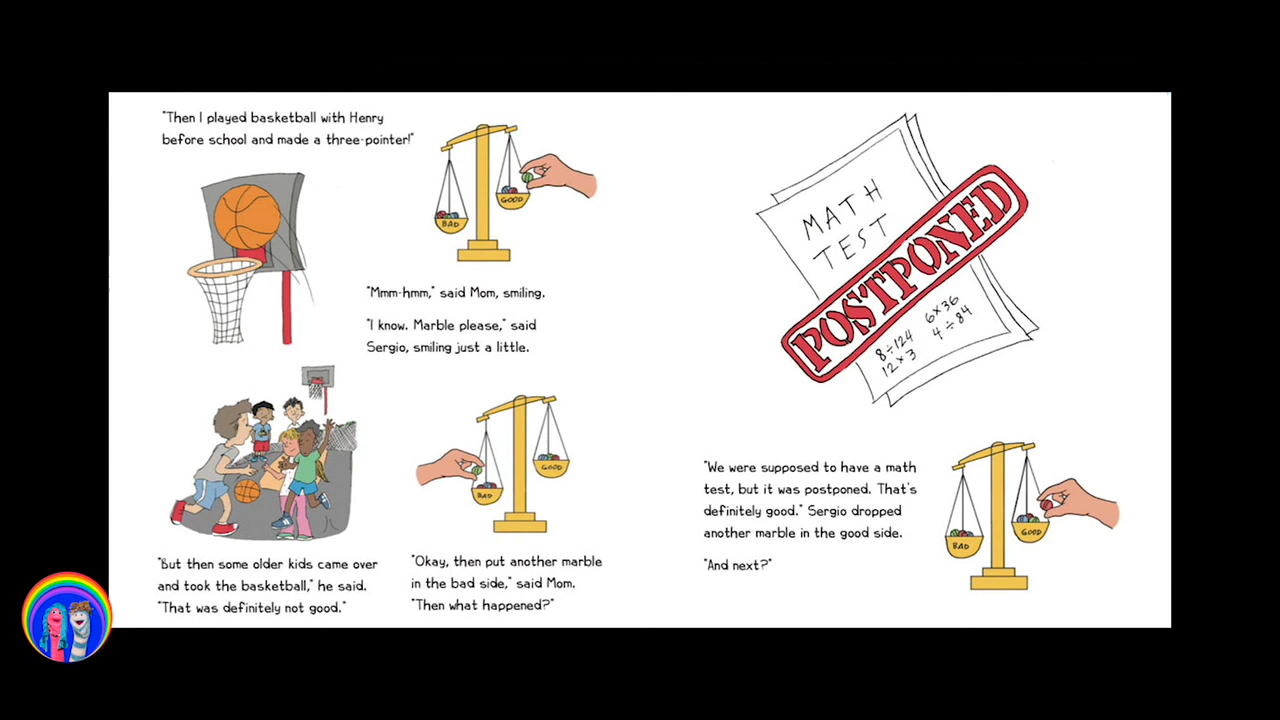 "Then I played basketball with Henry
before school and made a three-pointer!"
GOOD
BAD
"Mmm-hmm," said Mom, smiling.
"I know. Marble please," said
Sergio, smiling just a little.
GOOD
BAD
"But then some older kids came over
and took the basketball," he said.
"That was definitely not good."
"Okay, then put another marble
in the bad side," said Mom.
"Then what happened?"
MATH
TEST
POSTPONED
6x36
8÷124
4÷84
12x3
"We were supposed to have a math
test, but it was postponed. That's
definitely good." Sergio dropped
another marble in the good side.
"And next?"
GOOD
BAD